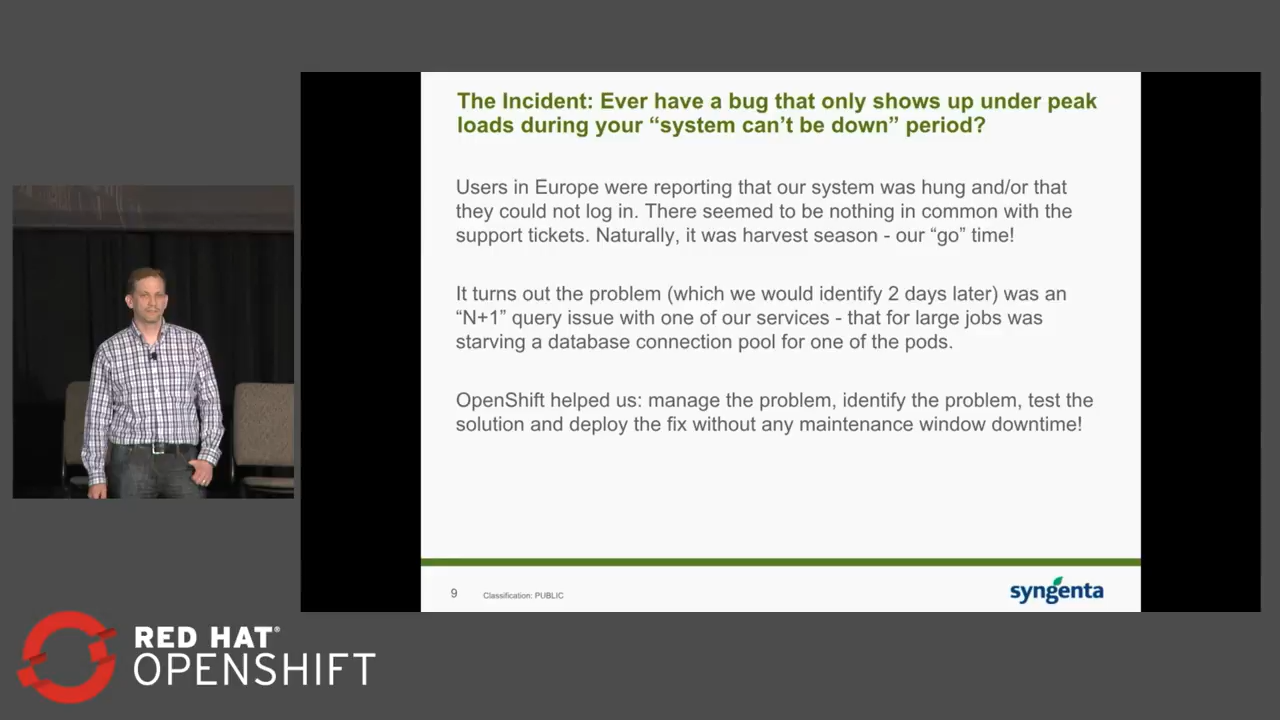 The Incident: Ever have a bug that only shows up under peak
loads during your “system can’t be down” period?
Users in Europe were reporting that our system was hung and/or that
they could not log in. There seemed to be nothing in common with the
support tickets. Naturally, it was harvest season - our “go” time!
It turns out the problem (which we would identify 2 days later) was an
“N+1” query issue with one of our services - that for large jobs was
starving a database connection pool for one of the pods.
OpenShift helped us: manage the problem, identify the problem, test the
solution and deploy the fix without any maintenance window downtime!
9 Classification: PUBLIC
syngenta
RED HAT®
OPENSHIFT